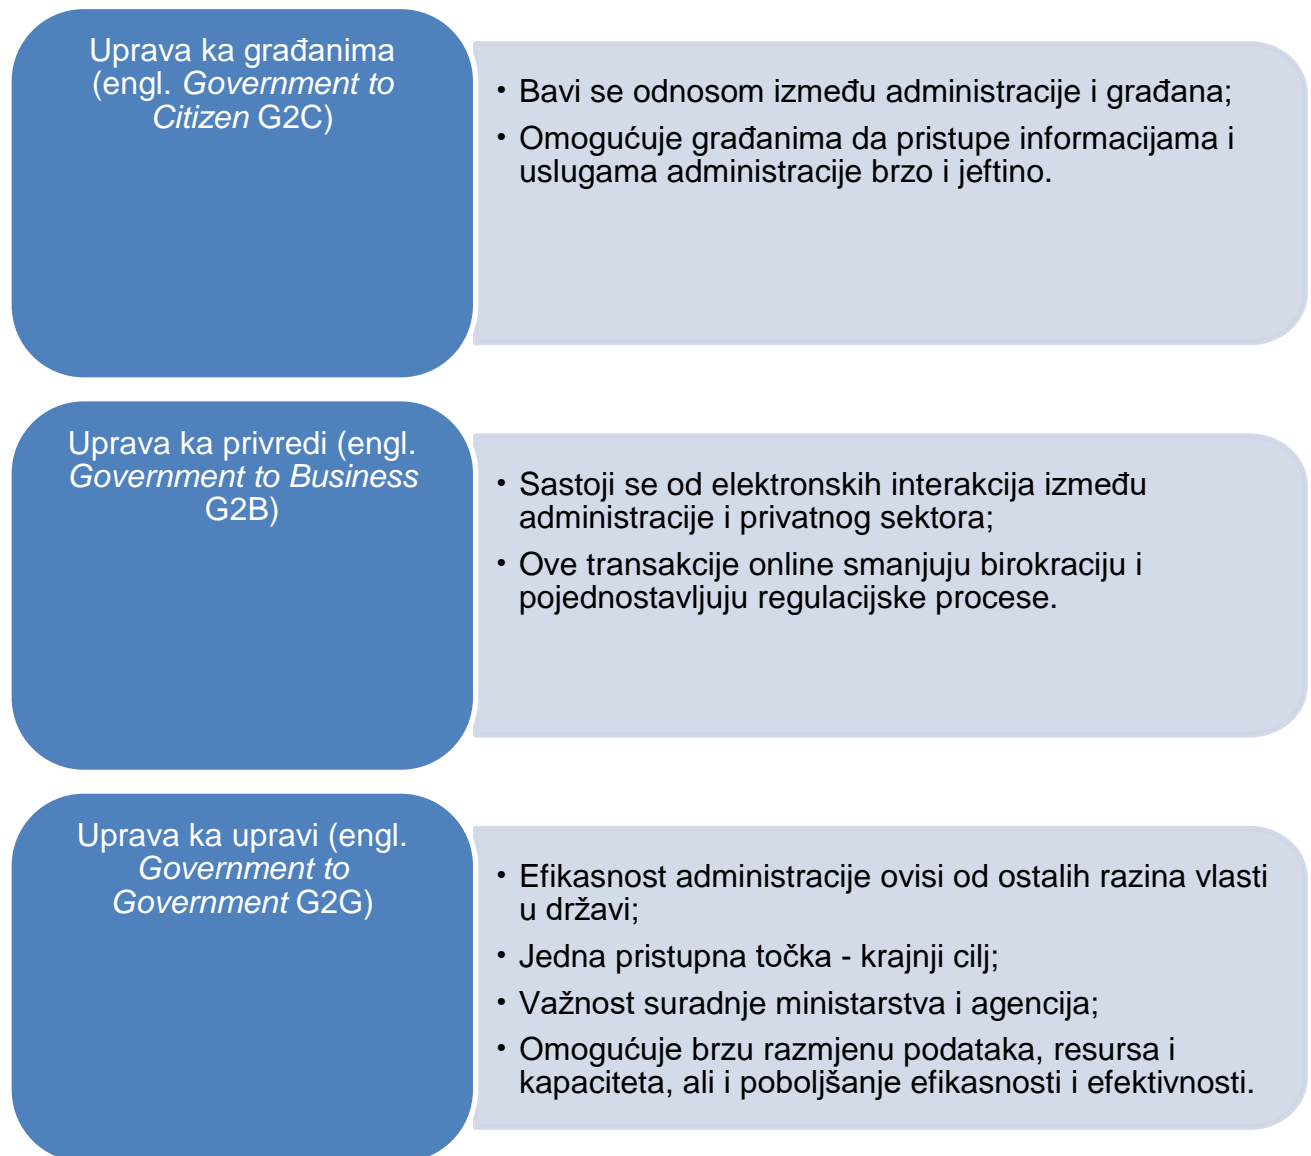 Uprava ka građanima
(engl. Government to
Citizen G2C)
• Bavi se odnosom između administracije i građana;
• Omogućuje građanima da pristupe informacijama i
uslugama administracije brzo i jeftino.
Uprava ka privredi (engl.
Government to Business
G2B)
• Sastoji se od elektronskih interakcija između
administracije i privatnog sektora;
• Ove transakcije online smanjuju birokraciju i
pojednostavljuju regulacijske procese.
Uprava ka upravi (engl.
Government to
Government G2G)
• Efikasnost administracije ovisi od ostalih razina vlasti
u državi;
• Jedna pristupna točka - krajnji cilj;
• Važnost suradnje ministarstva i agencija;
• Omogućuje brzu razmjenu podataka, resursa i
kapaciteta, ali i poboljšanje efikasnosti i efektivnosti.